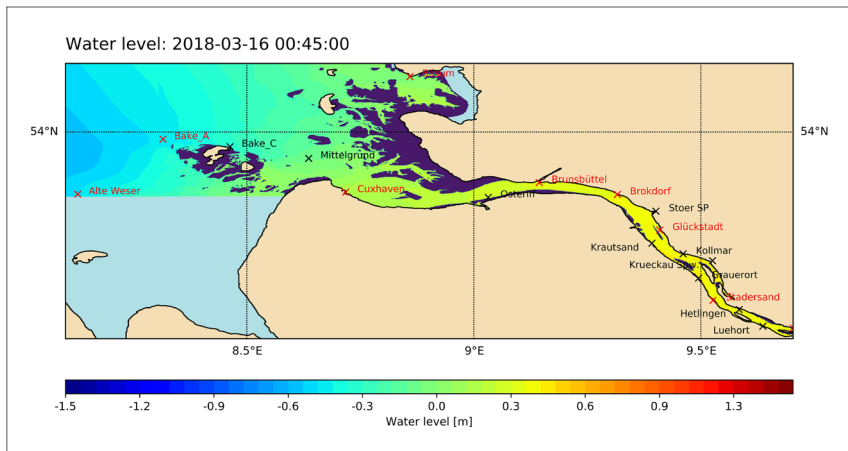 Water level: 2018-03-16 00:45:00
Büsum
54°N
54°N
Bake_A
Bake_C
Mittelgrund
Alte Weser
Cuxhaven
Osteriff
Brunsbüttel
Brokdorf
Stoer SP
Glückstadt
Krautsand
Kollmar
Krueckau Spw.
Grauerort
Stadersand
Hetlingen
Luehort
8.5°E
9°E
9.5°E
-1.5
-1.2
-0.9
-0.6
-0.3
0.0
0.3
0.6
0.9
1.3
Water level [m]